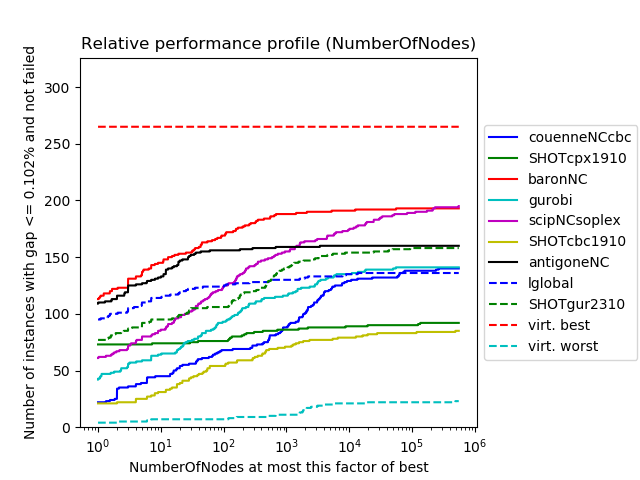 Relative performance profile (NumberOfNodes)
Number of instances with gap <= 0.102% and not failed
300
250
200
150
100
50
0
10^0 10^1 10^2 10^3 10^4 10^5 10^6
NumberOfNodes at most this factor of best
couenneNCcbc
SHOTcpx1910
baronNC
gurobi
scipNCsoplex
SHOTcbc1910
antigoneNC
lglobal
SHOTgur2310
virt. best
virt. worst